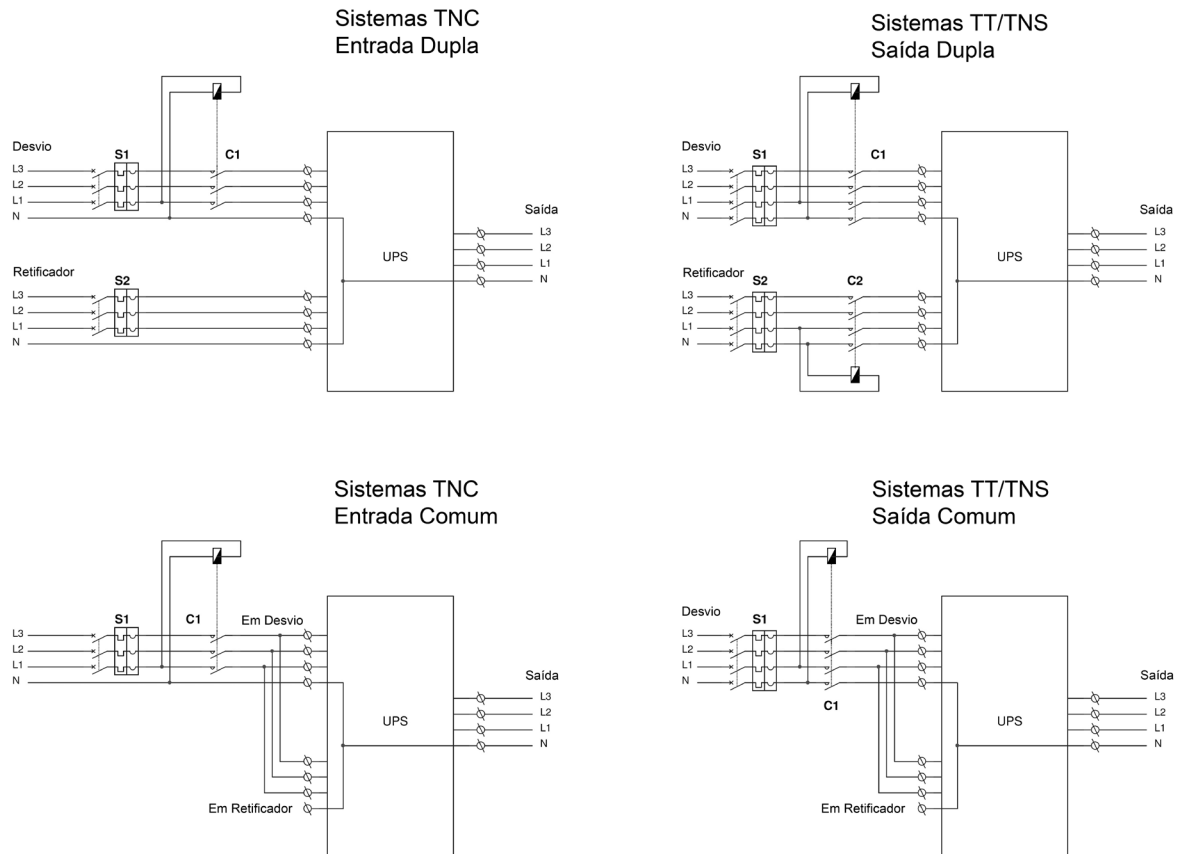 Sistemas TNC
Entrada Dupla
Desvio
S1
C1
L3
L2
L1
N
Saída
L3
L2
L1
N
UPS
Retificador
S2
L3
L2
L1
N
Sistemas TT/TNS
Saída Dupla
Desvio
S1
C1
L3
L2
L1
N
Saída
L3
L2
L1
N
UPS
Retificador
S2
C2
L3
L2
L1
N
Sistemas TNC
Entrada Comum
S1
C1
Em Desvio
L3
L2
L1
N
Saída
L3
L2
L1
N
UPS
Em Retificador
Sistemas TT/TNS
Saída Comum
Desvio
S1
Em Desvio
L3
L2
L1
N
C1
Saída
L3
L2
L1
N
UPS
Em Retificador